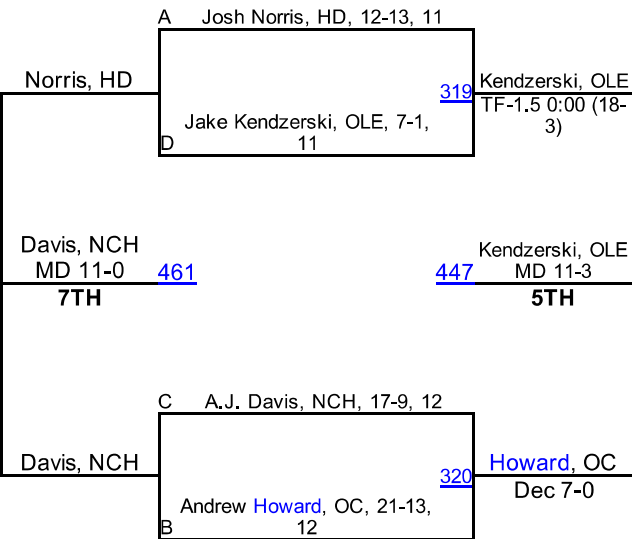 A Josh Norris, HD, 12-13, 11
Norris, HD
319
Kendzerski, OLE
TF-1.5 0:00 (18-
3)
Jake Kendzerski, OLE, 7-1,
D 11
Davis, NCH
MD 11-0
461
7TH
447
Kendzerski, OLE
MD 11-3
5TH
C A.J. Davis, NCH, 17-9, 12
Davis, NCH
320
Howard, OC
Dec 7-0
Andrew Howard, OC, 21-13,
B 12